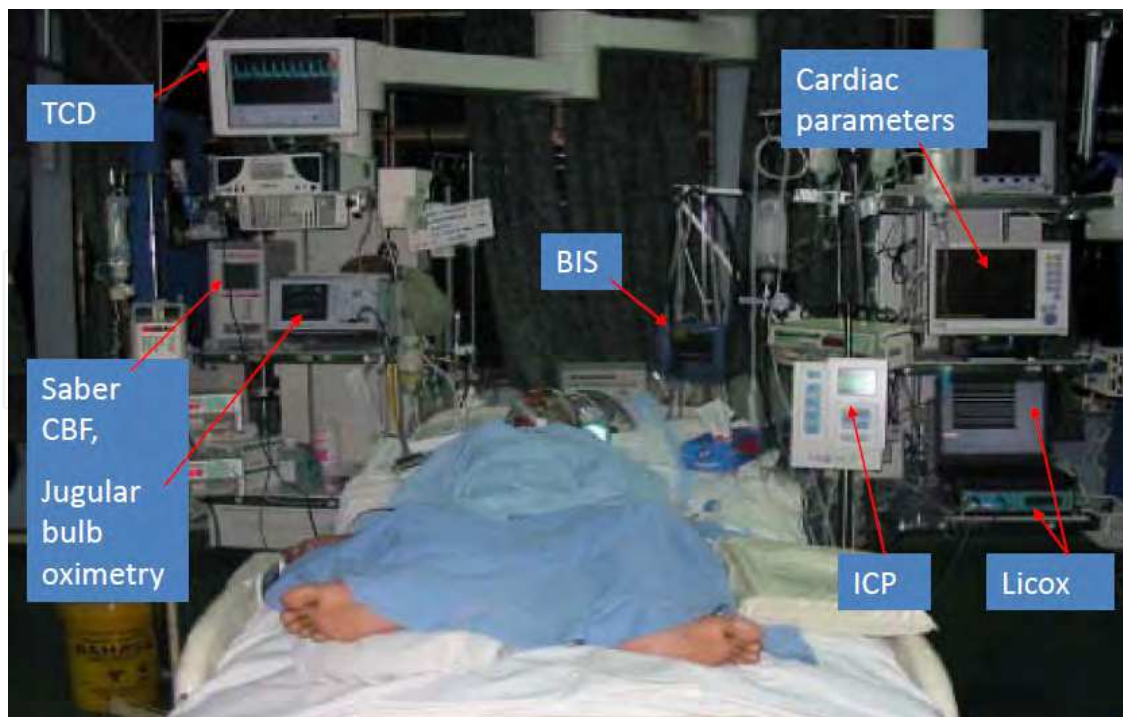 TCD
Cardiac
parameters
BIS
Saber
CBF,
Jugular
bulb
oximetry
ICP
Licox